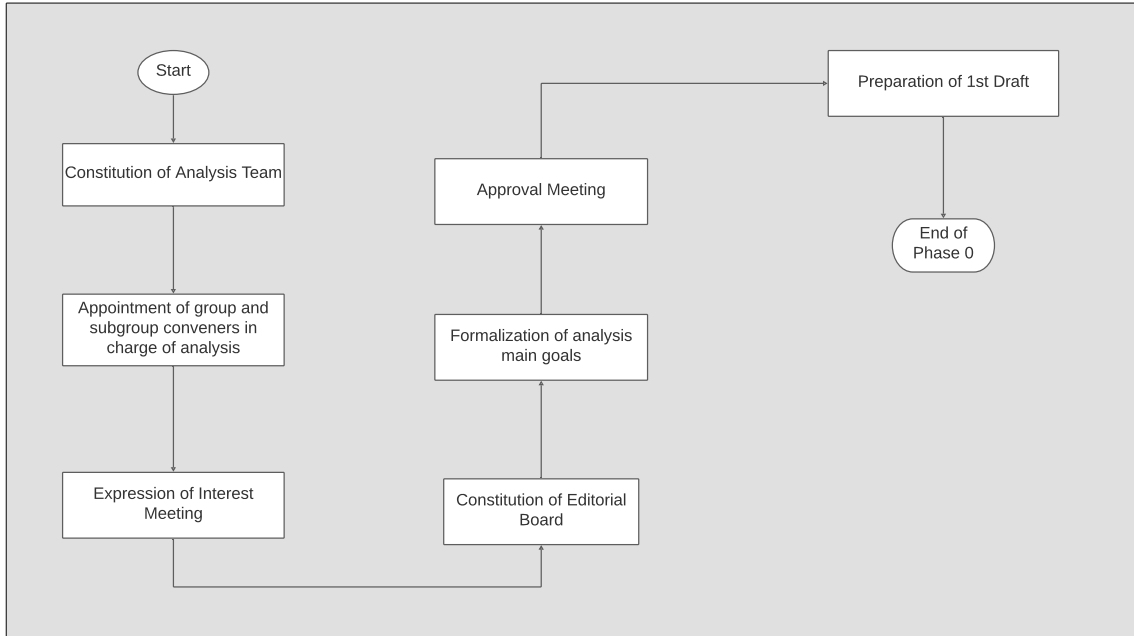 Start
Constitution of Analysis Team
Appointment of group and
subgroup conveners in
charge of analysis
Expression of Interest
Meeting
Constitution of Editorial
Board
Formalization of analysis
main goals
Approval Meeting
Preparation of 1st Draft
End of
Phase 0